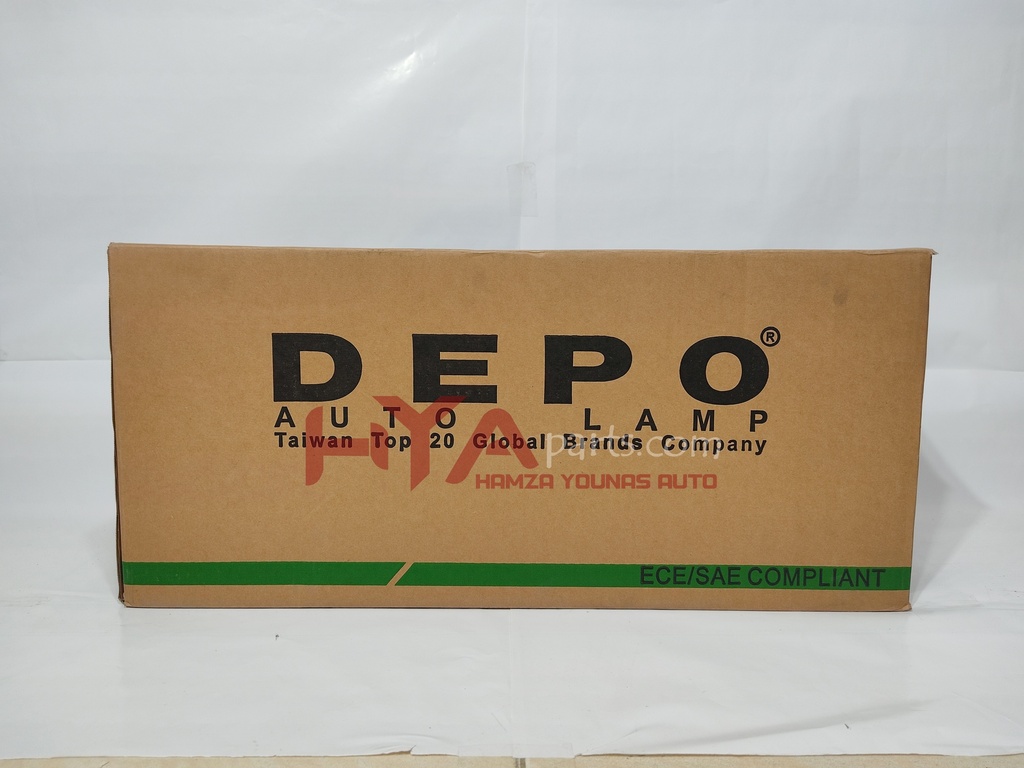 DEPO®
AUTO LAMP
Taiwan Top 20 Global Brands Company
HYAparts.com
HAMZA YOUNAS AUTO
ECE/SAE COMPLIANT